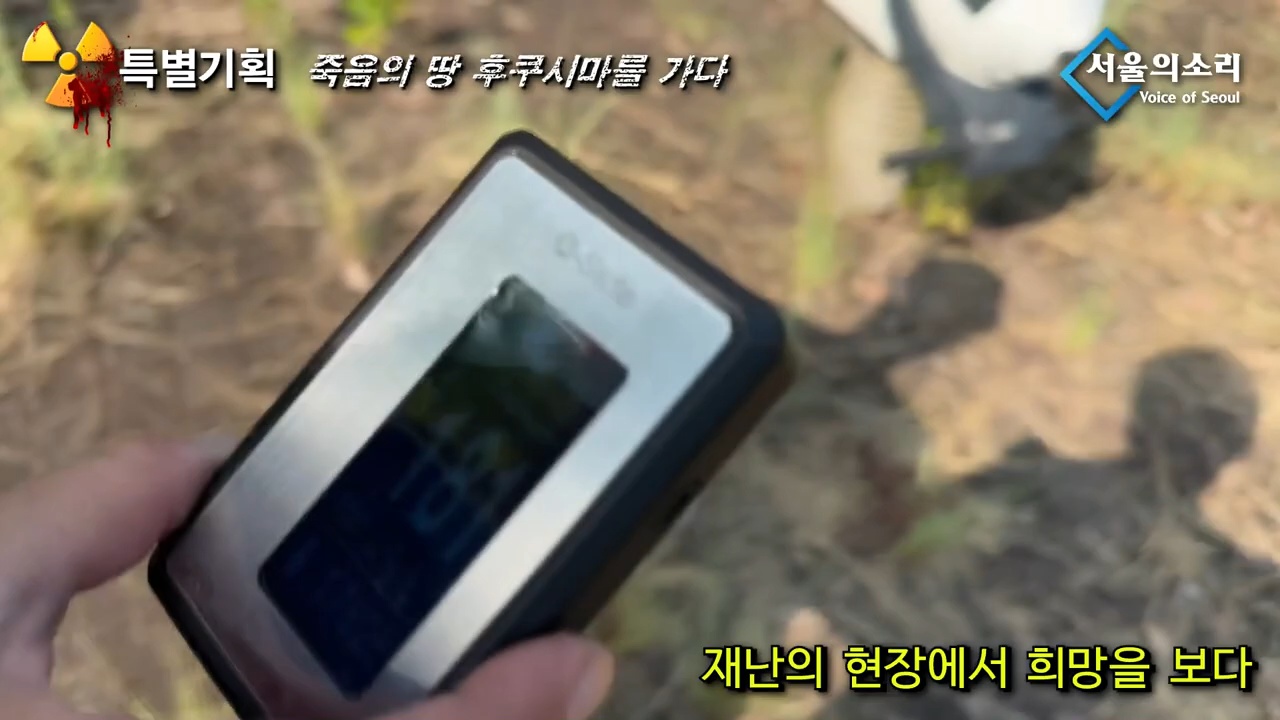 특별기획 죽음의 땅 후쿠시마를 가다
서울의소리
Voice of Seoul
재난의 현장에서 희망을 보다